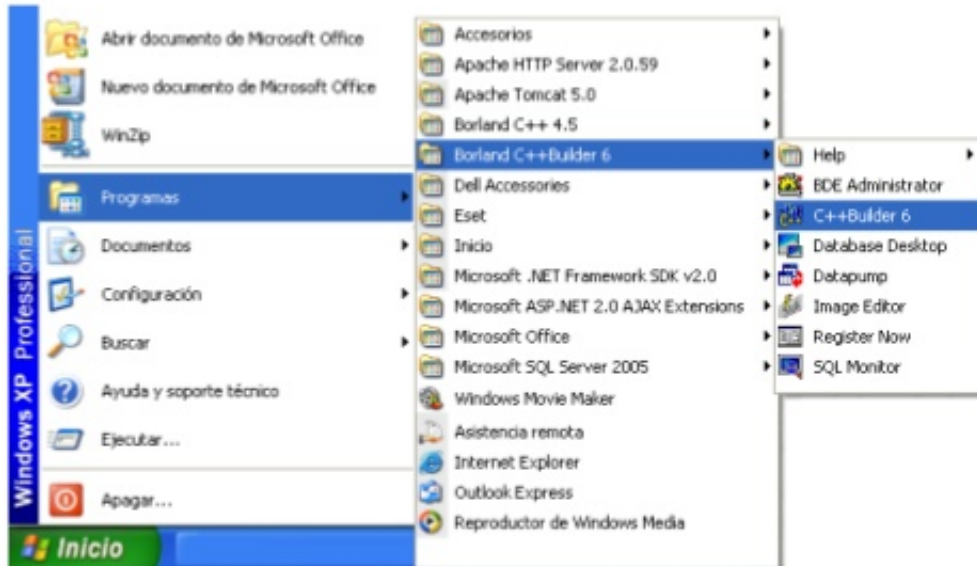 Windows XP Professional
Abrir documento de Microsoft Office
Nuevo documento de Microsoft Office
WinZip
Programas
Documentos
Configuración
Buscar
Ayuda y soporte técnico
Ejecutar...
Apagar...
Inicio
Accesorios
Apache HTTP Server 2.0.59
Apache Tomcat 5.0
Borland C++ 4.5
Borland C++Builder 6
Dell Accessories
Eset
Inicio
Microsoft .NET Framework SDK v2.0
Microsoft ASP.NET 2.0 AJAX Extensions
Microsoft Office
Microsoft SQL Server 2005
Windows Movie Maker
Asistencia remota
Internet Explorer
Outlook Express
Reproductor de Windows Media
Help
BDE Administrator
C++Builder 6
Database Desktop
Datapump
Image Editor
Register Now
SQL Monitor